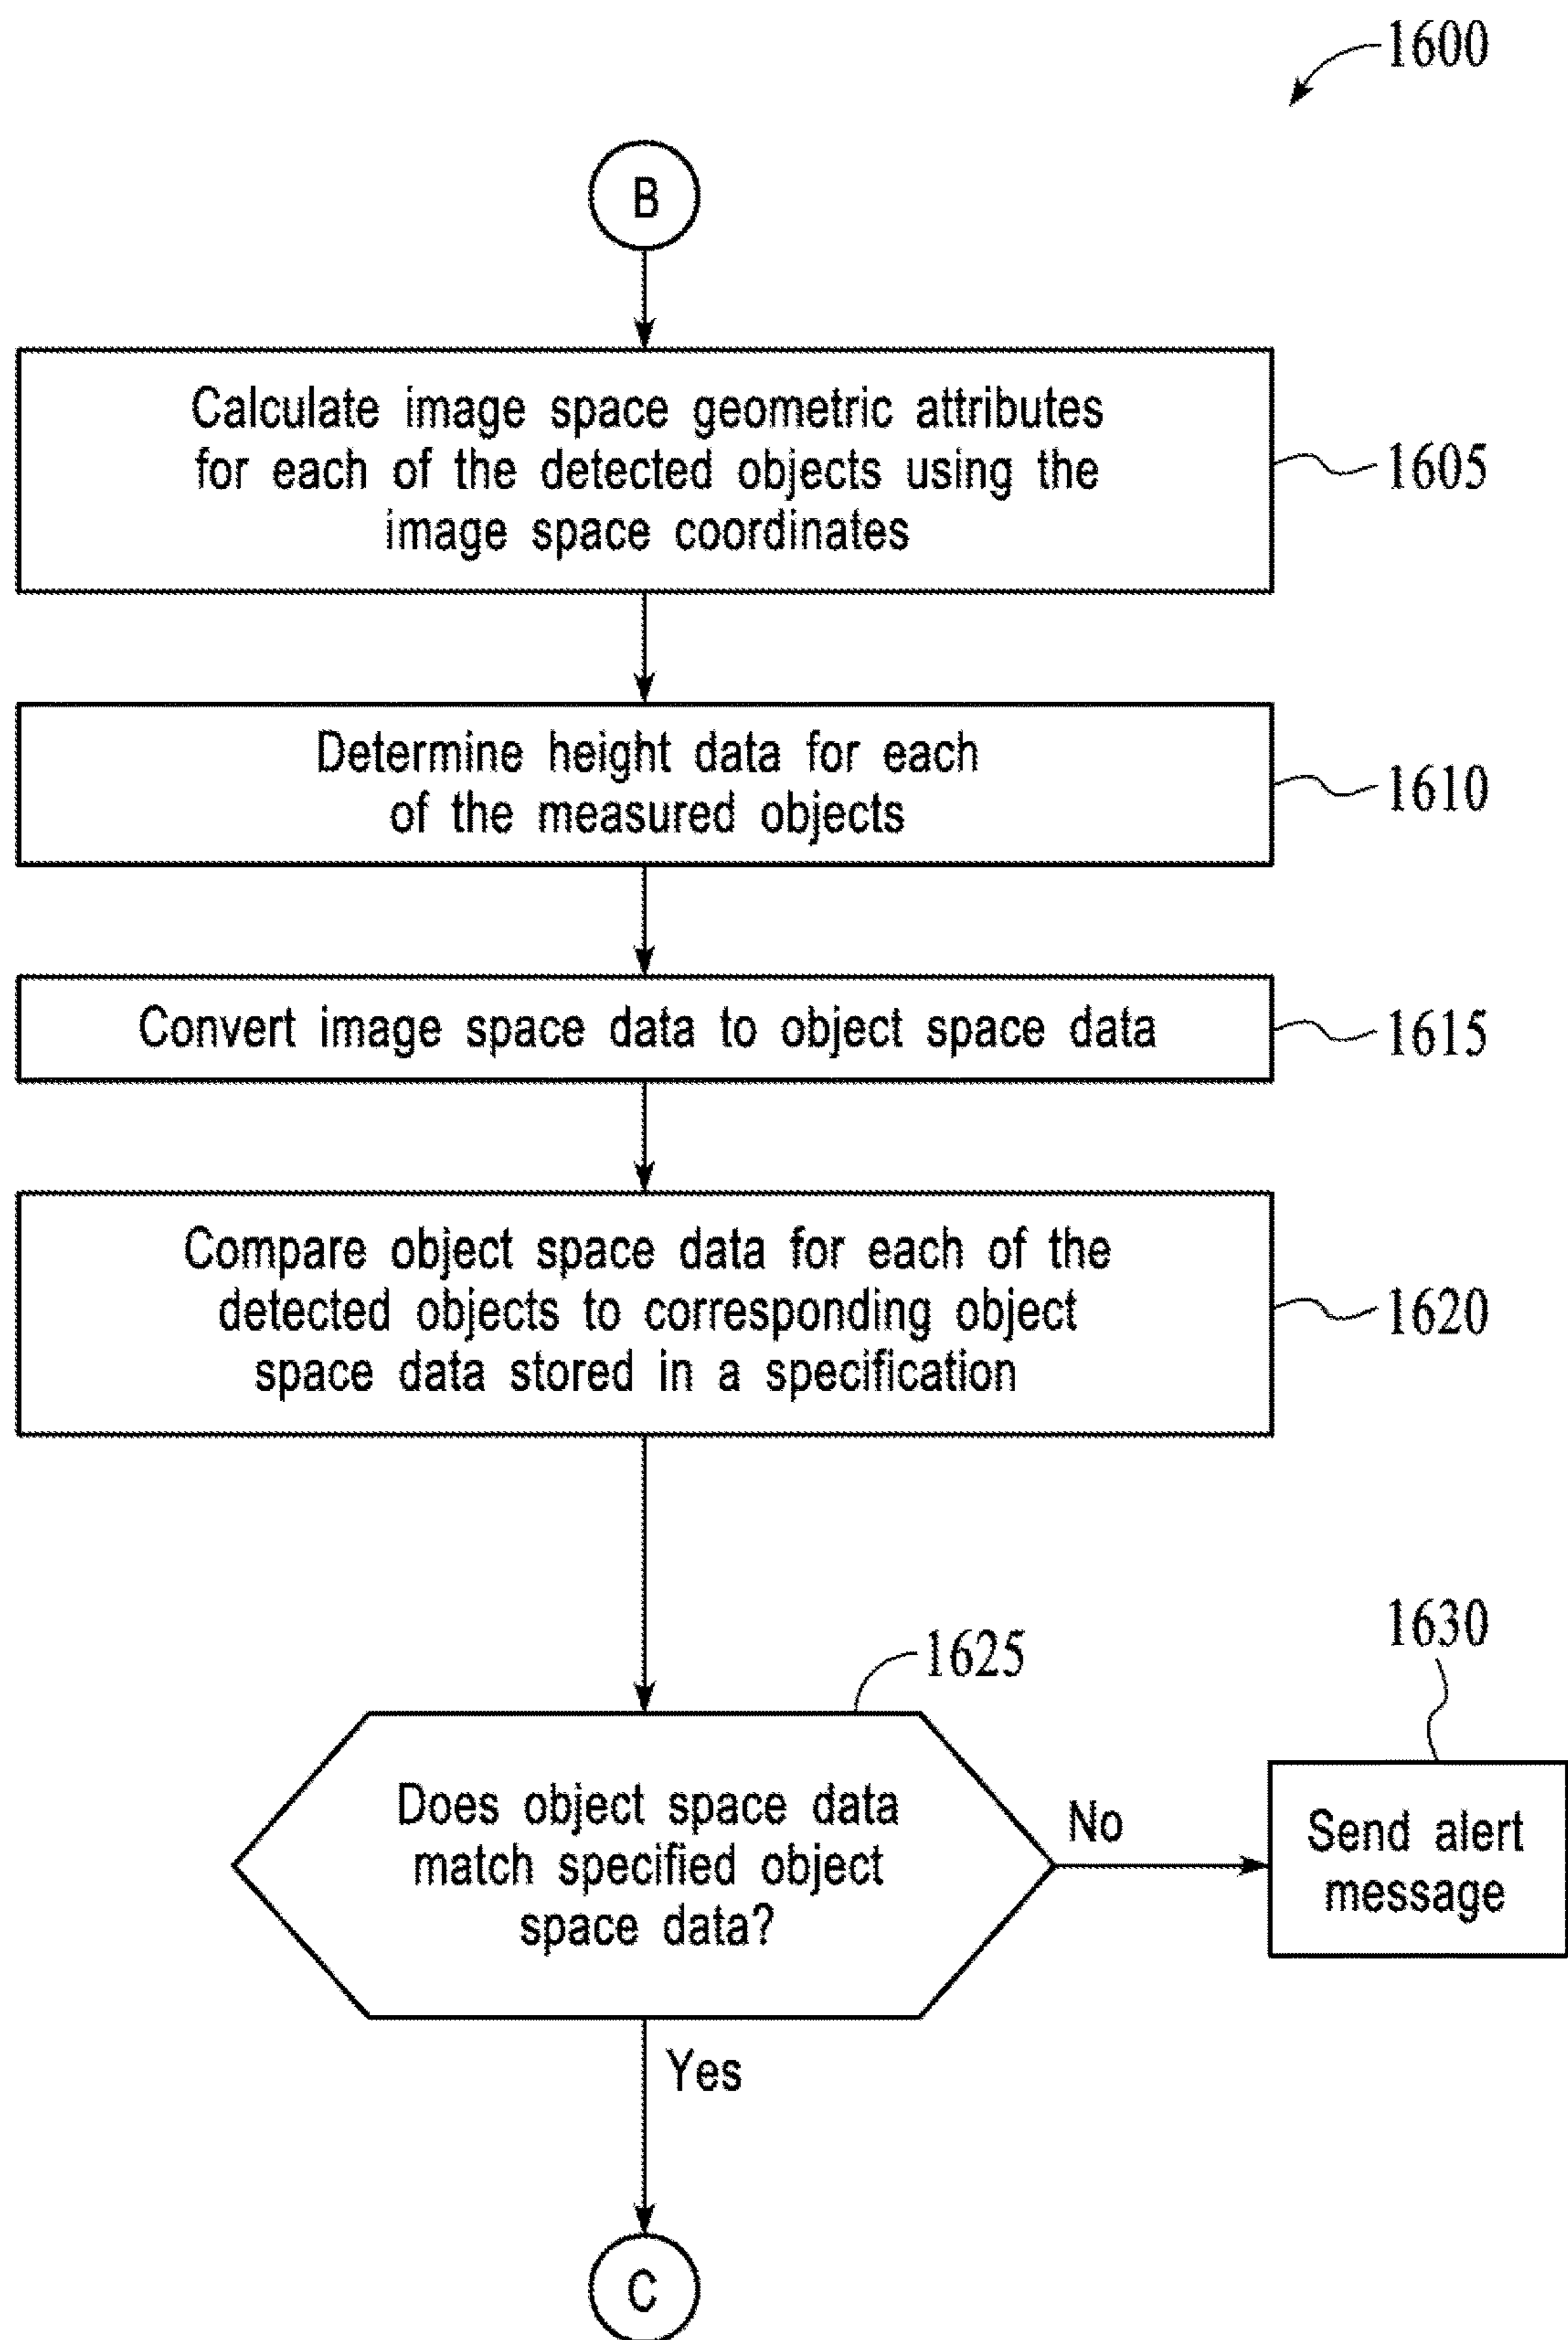 1600
B
Calculate image space geometric attributes
for each of the detected objects using the
image space coordinates
1605
Determine height data for each
of the measured objects
1610
Convert image space data to object space data
1615
Compare object space data for each of the
detected objects to corresponding object
space data stored in a specification
1620
1625
1630
Does object space data
match specified object
space data?
No
Send alert
message
Yes
C